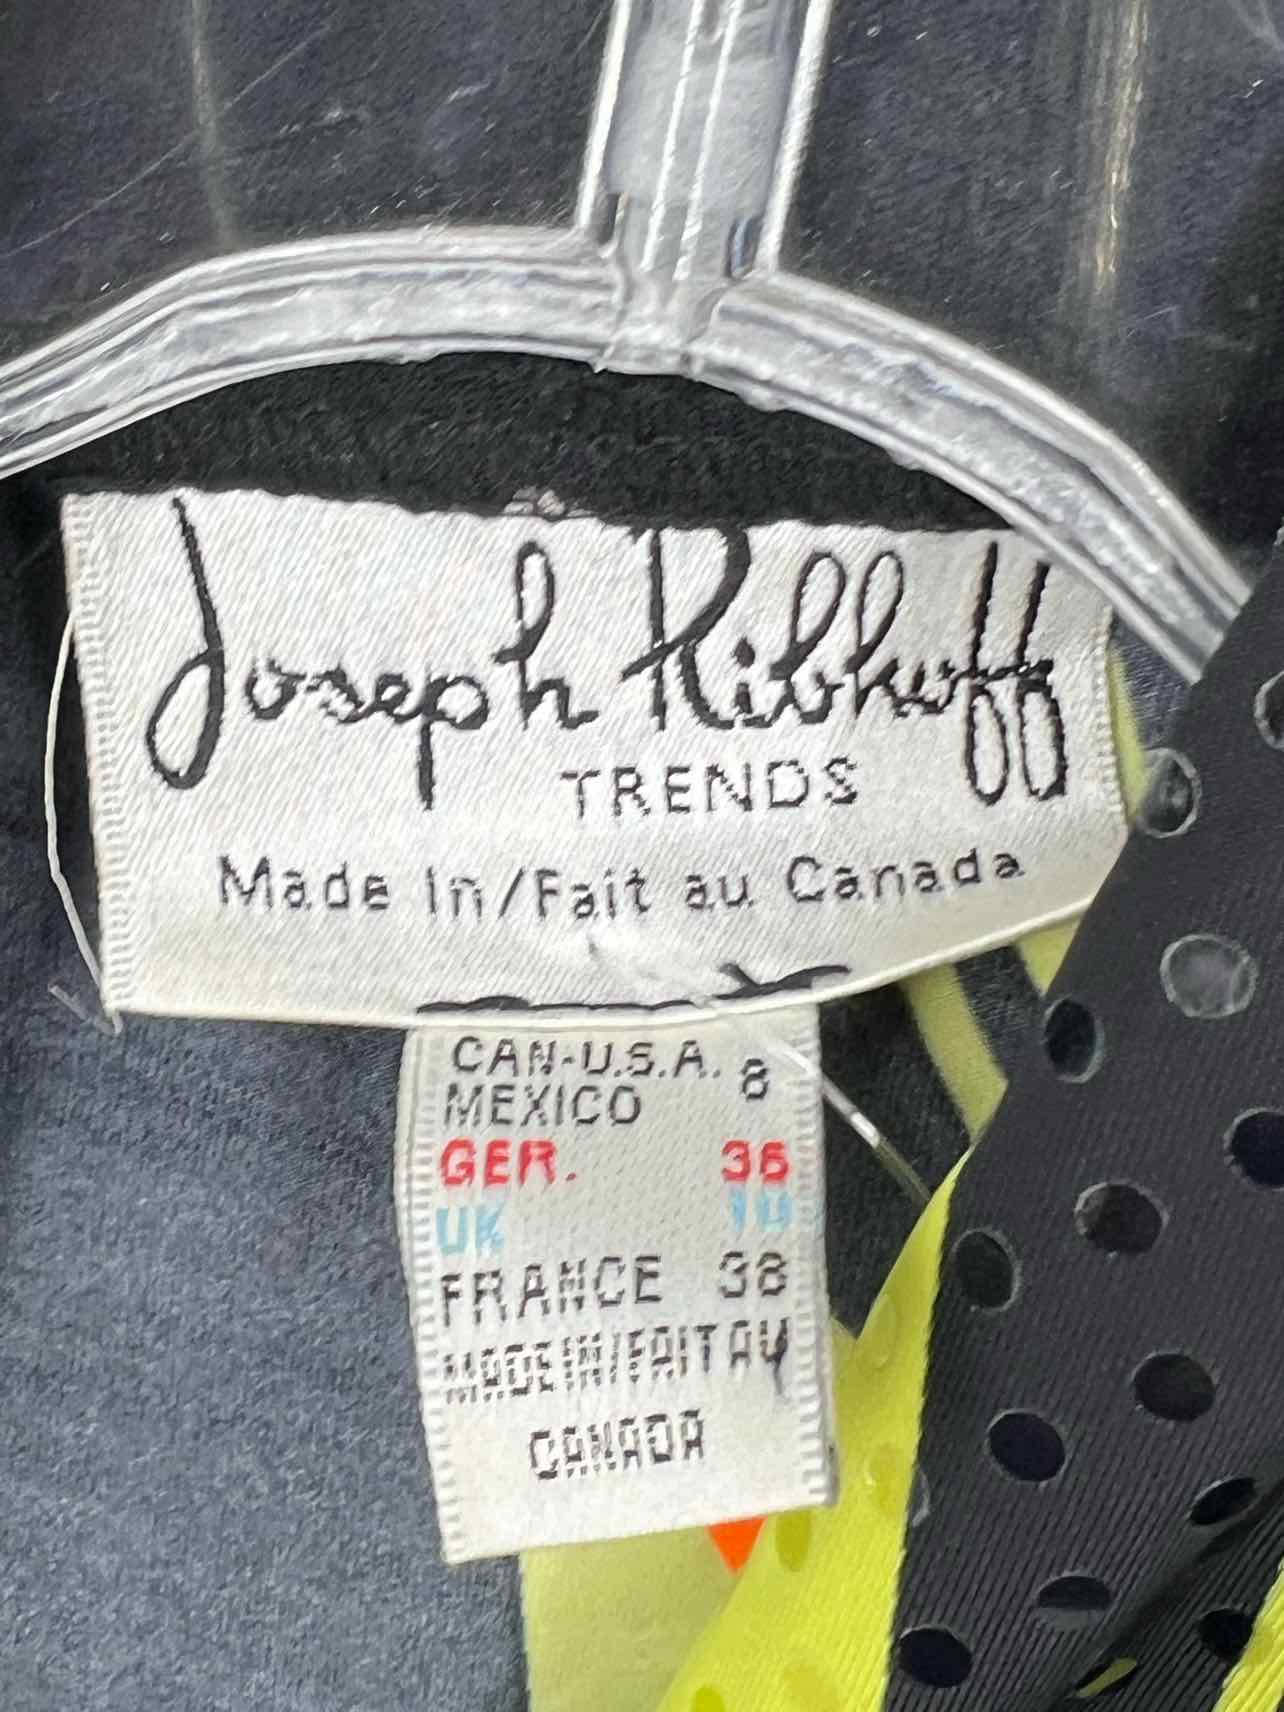 Joseph Ribkoff
TRENDS
Made In/Fait au Canada
CAN-U.S.A. 8
MEXICO
GER. 36
UK 10
FRANCE 38
MADE IN/FAIT AU
CANADA